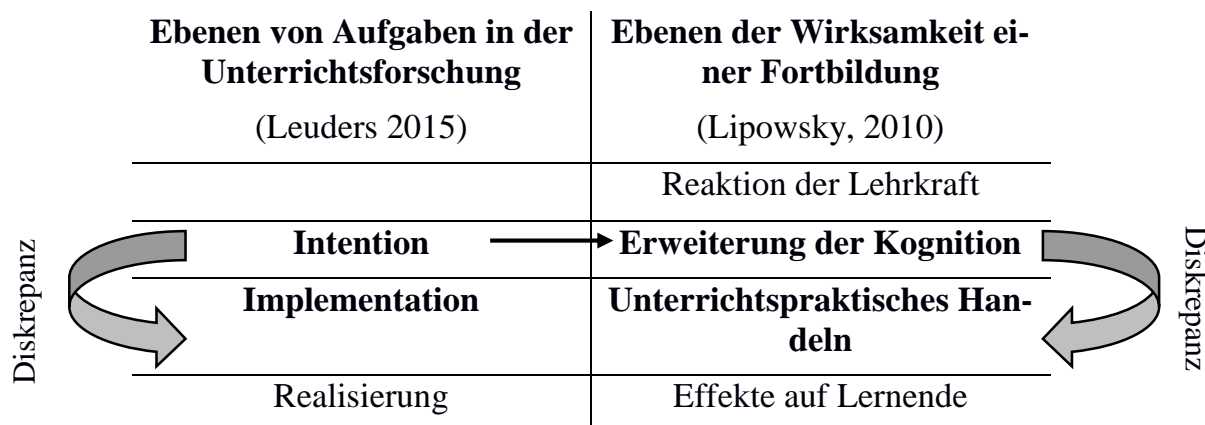 Ebenen von Aufgaben in der
Unterrichtsforschung
(Leuders 2015)
Ebenen der Wirksamkeit ei-
ner Fortbildung
(Lipowsky, 2010)
Reaktion der Lehrkraft
Diskrepanz
Intention
Erweiterung der Kognition
Implementation
Unterrichtspraktisches Han-
deln
Diskrepanz
Realisierung
Effekte auf Lernende